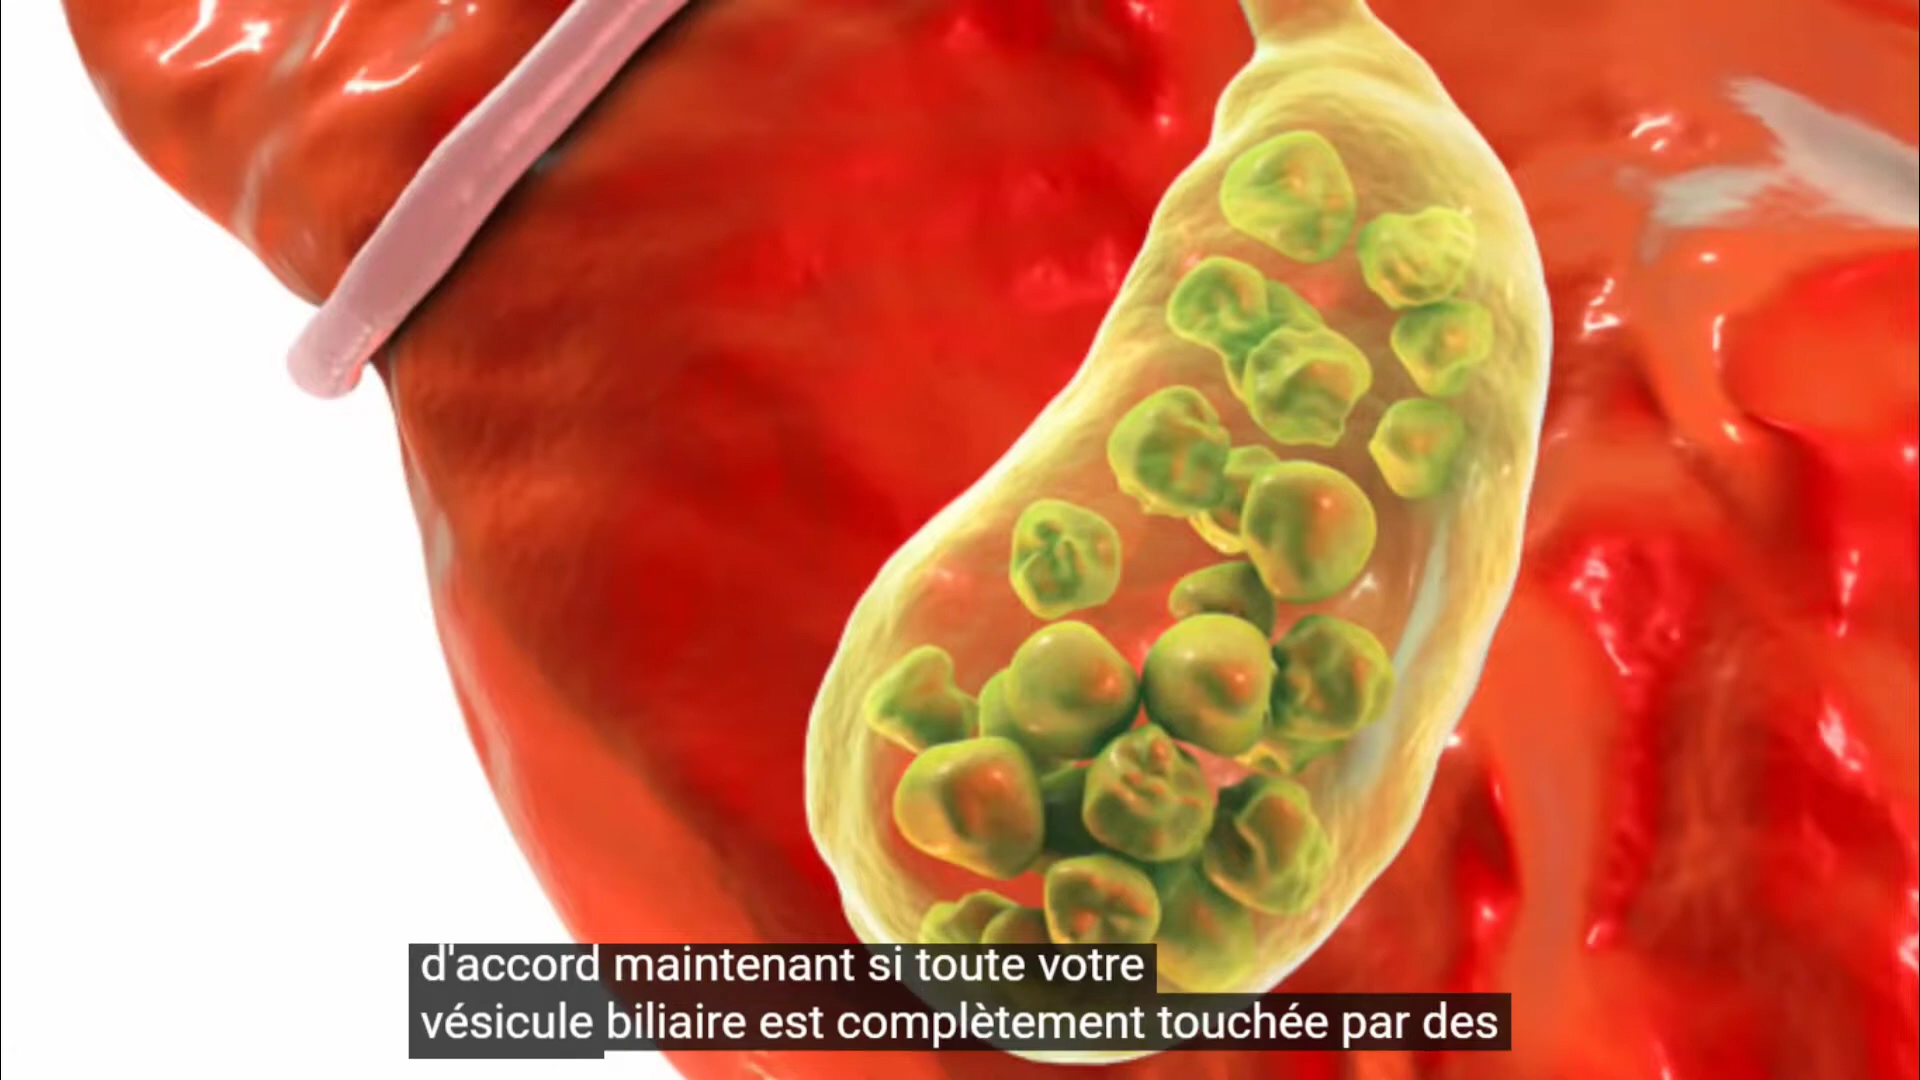 d'accord maintenant si toute votre
vésicule biliaire est complètement touchée par des